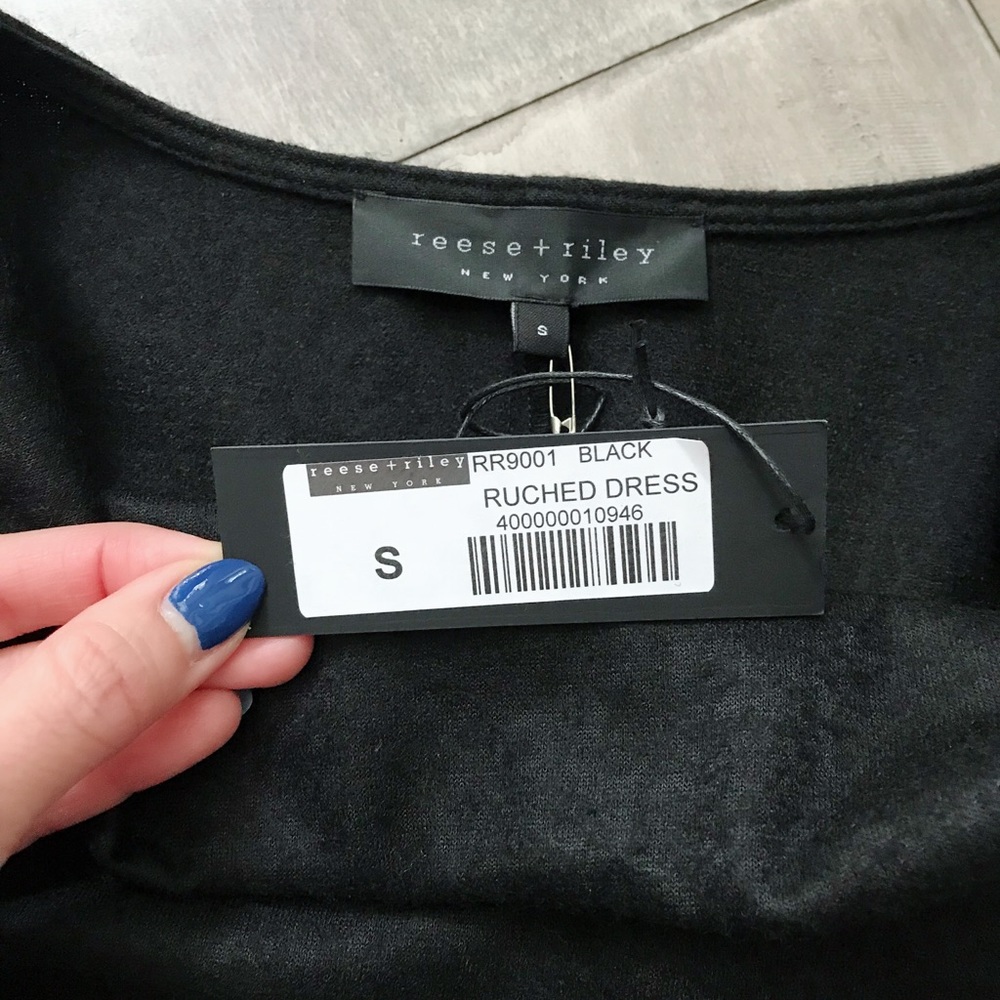 reese+riley
NEW YORK
S
reese+riley
NEW YORK
RR9001 BLACK
RUCHED DRESS
400000010946
S